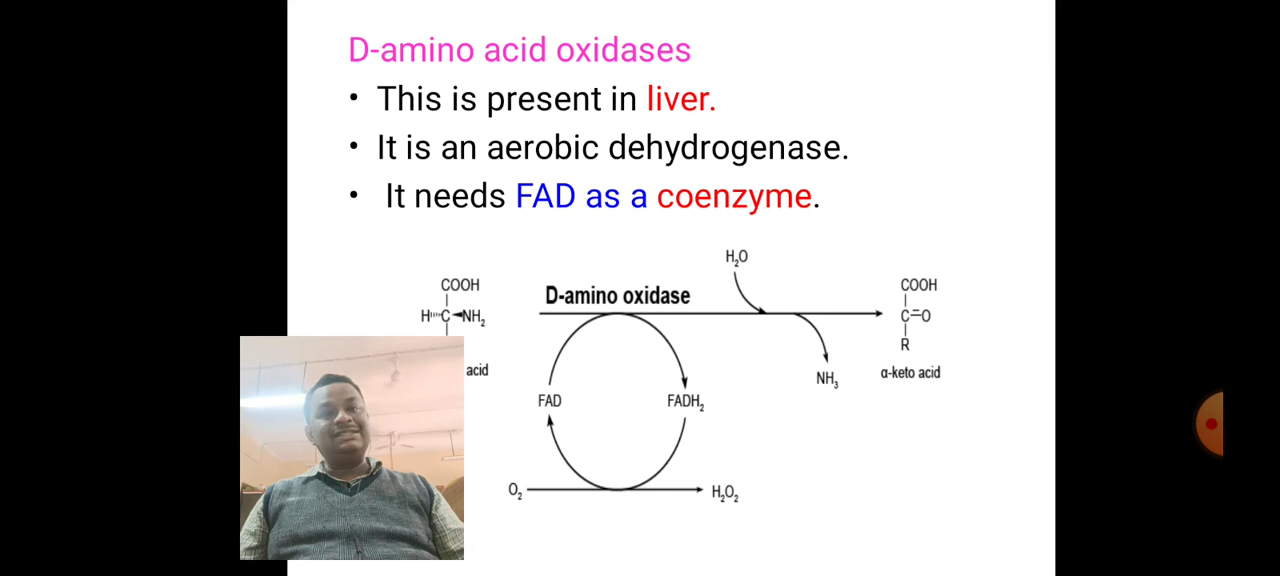 D-amino acid oxidases
• This is present in liver.
• It is an aerobic dehydrogenase.
• It needs FAD as a coenzyme.
H₂O
COOH
COOH
D-amino oxidase
H C NH₂
C=O
R
acid
NH₃
α-keto acid
FAD
FADH₂
O₂
H₂O₂